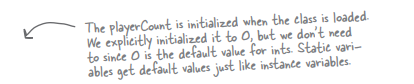 The playerCount is initialized when the class is loaded.
We explicitly initialized it to 0, but we don't need
to since 0 is the default value for ints. Static vari-
ables get default values just like instance variables.